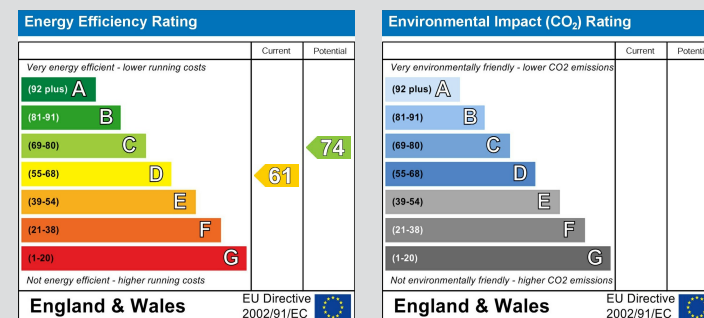 Energy Efficiency Rating
Current Potential
Very energy efficient - lower running costs
(92 plus) A
(81-91) B
(69-80) C
74
(55-68) D
61
(39-54) E
(21-38) F
(1-20) G
Not energy efficient - higher running costs
England & Wales
EU Directive
2002/91/EC
Environmental Impact (CO₂) Rating
Current Potenti
Very environmentally friendly - lower CO2 emissions
(92 plus) A
(81-91) B
(69-80) C
(55-68) D
(39-54) E
(21-38) F
(1-20) G
Not environmentally friendly - higher CO2 emissions
England & Wales
EU Directive
2002/91/EC